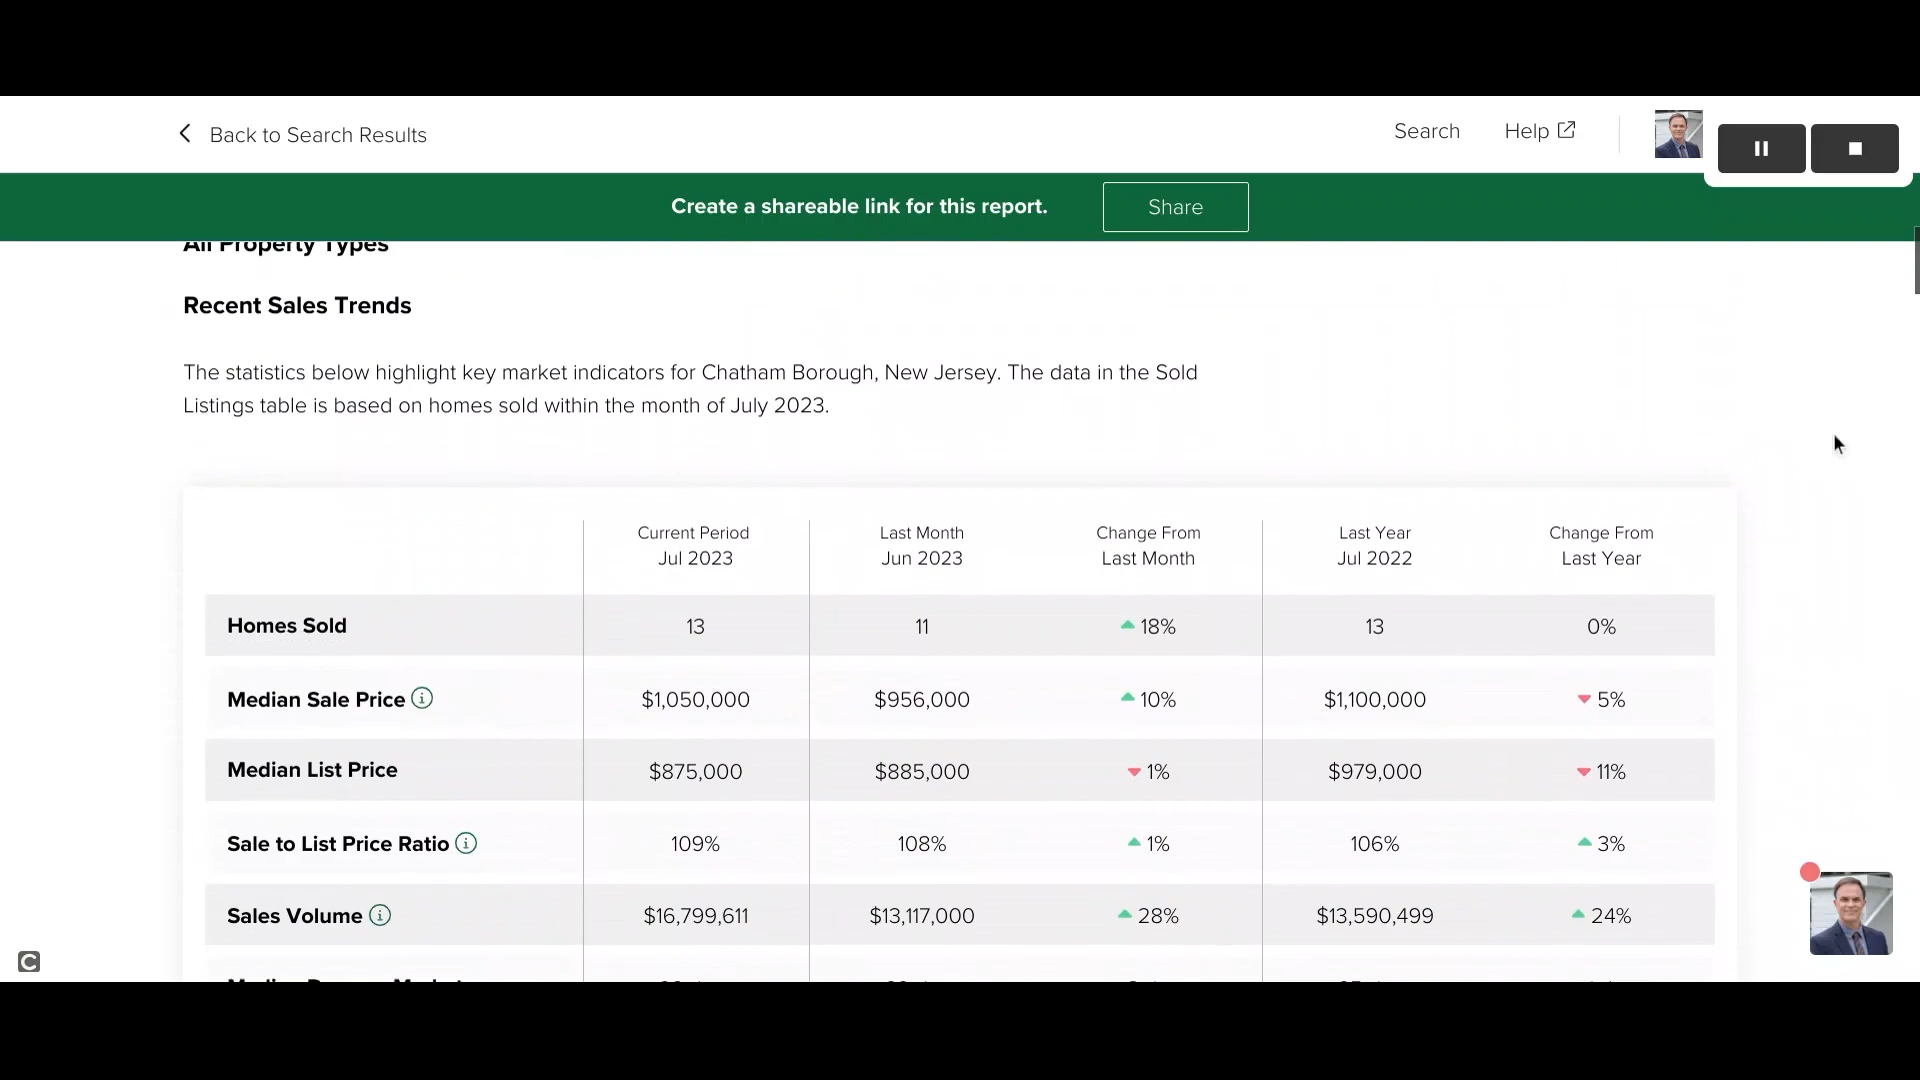 Back to Search Results
Search
Help
Create a shareable link for this report.
Share
All Property Types
Recent Sales Trends
The statistics below highlight key market indicators for Chatham Borough, New Jersey. The data in the Sold
Listings table is based on homes sold within the month of July 2023.
Current Period Last Month Change From Last Year Change From
Jul 2023 Jun 2023 Last Month Jul 2022 Last Year
Homes Sold 13 11 18% 13 0%
Median Sale Price $1,050,000 $956,000 10% $1,100,000 5%
Median List Price $875,000 $885,000 1% $979,000 11%
Sale to List Price Ratio 109% 108% 1% 106% 3%
Sales Volume $16,799,611 $13,117,000 28% $13,590,499 24%
C